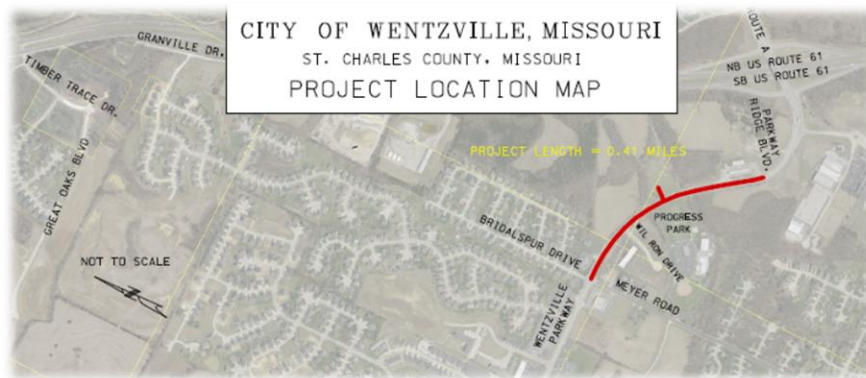 CITY OF WENTZVILLE, MISSOURI
ST. CHARLES COUNTY, MISSOURI
PROJECT LOCATION MAP
GRANVILLE DR.
TIMBER TRACE DR.
GREAT OAKS BLVD
NOT TO SCALE
ROUTE A
NB US ROUTE 61
SB US ROUTE 61
PARKWAY
RIDGE BLVD.
PROJECT LENGTH = 0.41 MILES
PROGRESS
PARK
BRIDALSPUR DRIVE
WIL RON DRIVE
MEYER ROAD
WENTZVILLE
PARKWAY